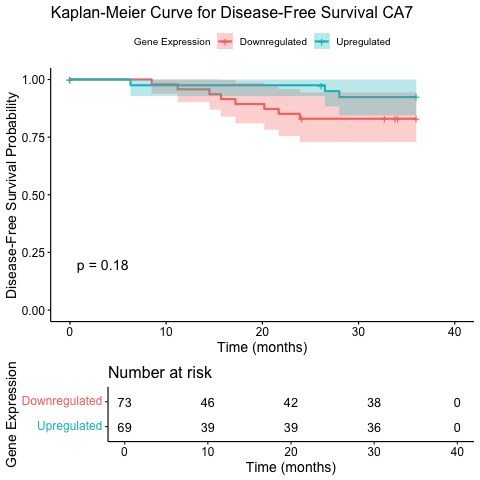 Kaplan-Meier Curve for Disease-Free Survival CA7
Gene Expression Downregulated Upregulated
Disease-Free Survival Probability
1.00
0.75
0.50
0.25
0.00
p = 0.18
0 10 20 30 40
Time (months)
Number at risk
Gene Expression
Downregulated 73 46 42 38 0
Upregulated 69 39 39 36 0
0 10 20 30 40
Time (months)